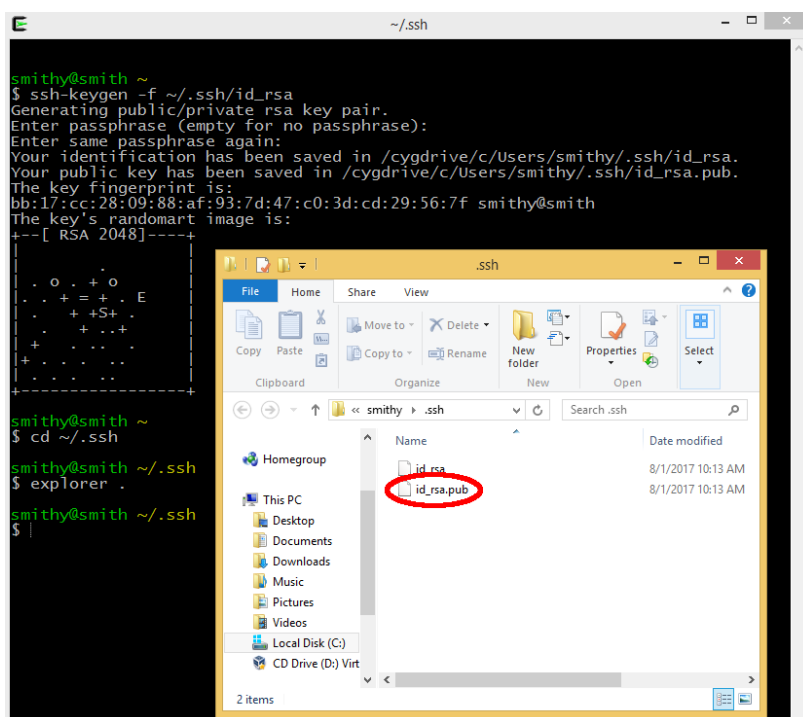 ~/.ssh
smithy@smith ~
$ ssh-keygen -f ~/.ssh/id_rsa
Generating public/private rsa key pair.
Enter passphrase (empty for no passphrase):
Enter same passphrase again:
Your identification has been saved in /cygdrive/c/Users/smithy/.ssh/id_rsa.
Your public key has been saved in /cygdrive/c/Users/smithy/.ssh/id_rsa.pub.
The key fingerprint is:
bb:17:cc:28:09:88:af:93:7d:47:c0:3d:cd:29:56:7f smithy@smith
The key's randomart image is:
+--[ RSA 2048]----+
|                 |
|       .         |
| . o . + o       |
|. . + = + . E    |
| .   + +S+ .     |
|  .   + ..+      |
| +   . .. .      |
|+ . . . ..       |
| . . .  ..       |
+-----------------+
smithy@smith ~
$ cd ~/.ssh
smithy@smith ~/.ssh
$ explorer .
smithy@smith ~/.ssh
$
.ssh
File Home Share View
Copy Paste Move to Delete Copy to Rename New folder Properties Select
Clipboard Organize New Open
« smithy .ssh Search .ssh
Name Date modified
Homegroup
id_rsa 8/1/2017 10:13 AM
id_rsa.pub 8/1/2017 10:13 AM
This PC
Desktop
Documents
Downloads
Music
Pictures
Videos
Local Disk (C:)
CD Drive (D:) Virt
2 items